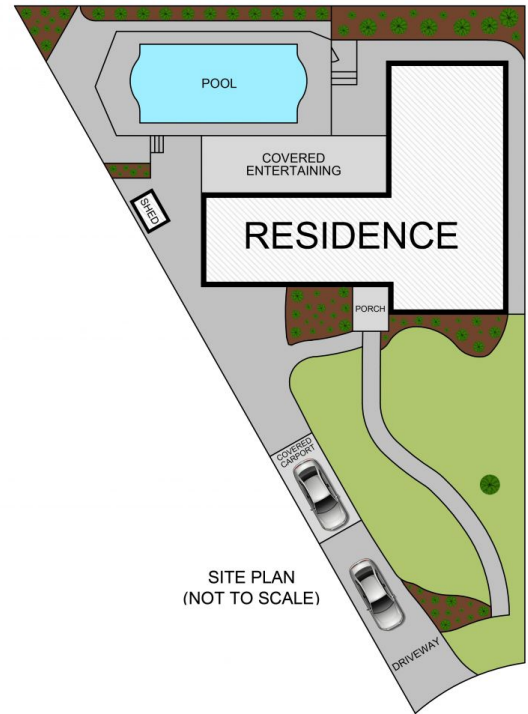 POOL
COVERED
ENTERTAINING
SHED
RESIDENCE
PORCH
COVERED
CARPORT
SITE PLAN
(NOT TO SCALE)
DRIVEWAY